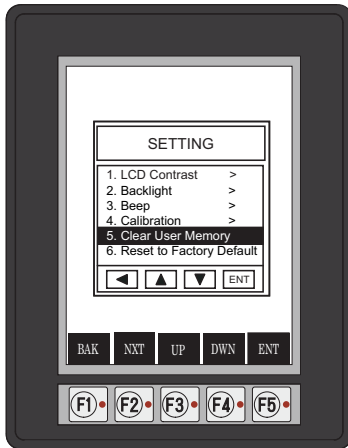 SETTING
1. LCD Contrast >
2. Backlight >
3. Beep >
4. Calibration >
5. Clear User Memory
6. Reset to Factory Default
ENT
BAK NXT UP DWN ENT
F1 F2 F3 F4 F5